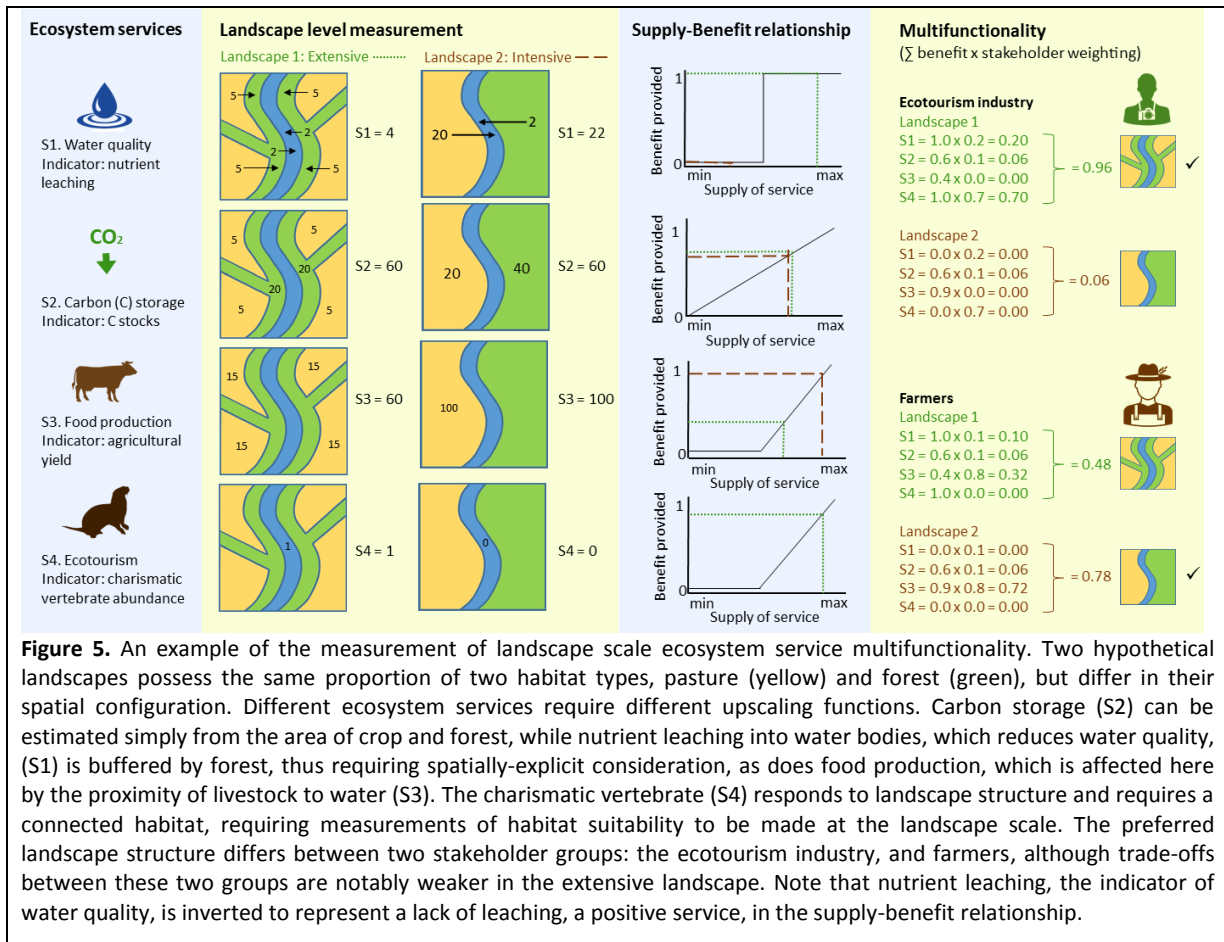 Ecosystem services
Landscape level measurement
Supply-Benefit relationship
Multifunctionality
(∑ benefit x stakeholder weighting)
Landscape 1: Extensive
Landscape 2: Intensive
S1. Water quality
Indicator: nutrient
leaching
5
5
2
2
5
5
S1 = 4
20
2
S1 = 22
Benefit provided
1
0
min
max
Supply of service
CO₂
S2. Carbon (C) storage
Indicator: C stocks
5
5
20
20
5
5
S2 = 60
20
40
S2 = 60
Benefit provided
1
0
min
max
Supply of service
S3. Food production
Indicator: agricultural
yield
15
15
15
15
S3 = 60
100
S3 = 100
Benefit provided
1
0
min
max
Supply of service
S4. Ecotourism
Indicator: charismatic
vertebrate abundance
1
S4 = 1
0
S4 = 0
Benefit provided
1
0
min
max
Supply of service
Ecotourism industry
Landscape 1
S1 = 1.0 x 0.2 = 0.20
S2 = 0.6 x 0.1 = 0.06
S3 = 0.4 x 0.0 = 0.00
S4 = 1.0 x 0.7 = 0.70
= 0.96
✓
Landscape 2
S1 = 0.0 x 0.2 = 0.00
S2 = 0.6 x 0.1 = 0.06
S3 = 0.9 x 0.0 = 0.00
S4 = 0.0 x 0.7 = 0.00
= 0.06
Farmers
Landscape 1
S1 = 1.0 x 0.1 = 0.10
S2 = 0.6 x 0.1 = 0.06
S3 = 0.4 x 0.8 = 0.32
S4 = 1.0 x 0.0 = 0.00
= 0.48
Landscape 2
S1 = 0.0 x 0.1 = 0.00
S2 = 0.6 x 0.1 = 0.06
S3 = 0.9 x 0.8 = 0.72
S4 = 0.0 x 0.0 = 0.00
= 0.78
✓
Figure 5. An example of the measurement of landscape scale ecosystem service multifunctionality. Two hypothetical
landscapes possess the same proportion of two habitat types, pasture (yellow) and forest (green), but differ in their
spatial configuration. Different ecosystem services require different upscaling functions. Carbon storage (S2) can be
estimated simply from the area of crop and forest, while nutrient leaching into water bodies, which reduces water quality,
(S1) is buffered by forest, thus requiring spatially-explicit consideration, as does food production, which is affected here
by the proximity of livestock to water (S3). The charismatic vertebrate (S4) responds to landscape structure and requires a
connected habitat, requiring measurements of habitat suitability to be made at the landscape scale. The preferred
landscape structure differs between two stakeholder groups: the ecotourism industry, and farmers, although trade-offs
between these two groups are notably weaker in the extensive landscape. Note that nutrient leaching, the indicator of
water quality, is inverted to represent a lack of leaching, a positive service, in the supply-benefit relationship.